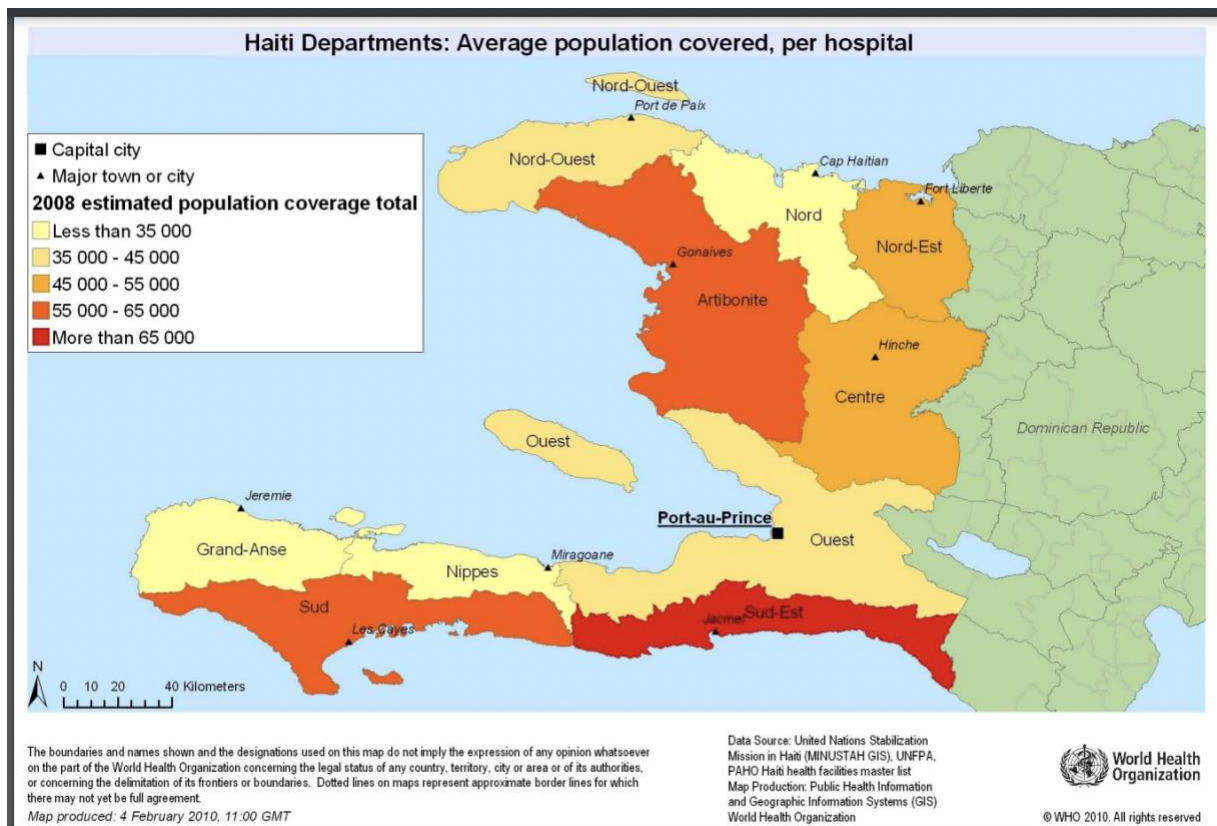 Haiti Departments: Average population covered, per hospital
Capital city
Major town or city
2008 estimated population coverage total
Less than 35 000
35 000 - 45 000
45 000 - 55 000
55 000 - 65 000
More than 65 000
Nord-Ouest
Port de Paix
Nord-Ouest
Cap Haitian
Fort Liberte
Nord
Nord-Est
Gonaives
Artibonite
Hinche
Centre
Dominican Republic
Ouest
Jeremie
Port-au-Prince
Ouest
Grand-Anse
Miragoane
Nippes
Sud
Sud-Est
Jacmel
Les Cayes
N
0 10 20 40 Kilometers
The boundaries and names shown and the designations used on this map do not imply the expression of any opinion whatsoever
on the part of the World Health Organization concerning the legal status of any country, territory, city or area or of its authorities,
or concerning the delimitation of its frontiers or boundaries. Dotted lines on maps represent approximate border lines for which
there may not yet be full agreement.
Map produced: 4 February 2010, 11:00 GMT
Data Source: United Nations Stabilization
Mission in Haiti (MINUSTAH GIS), UNFPA,
PAHO Haiti health facilities master list
Map Production: Public Health Information
and Geographic Information Systems (GIS)
World Health Organization
World Health
Organization
© WHO 2010. All rights reserved